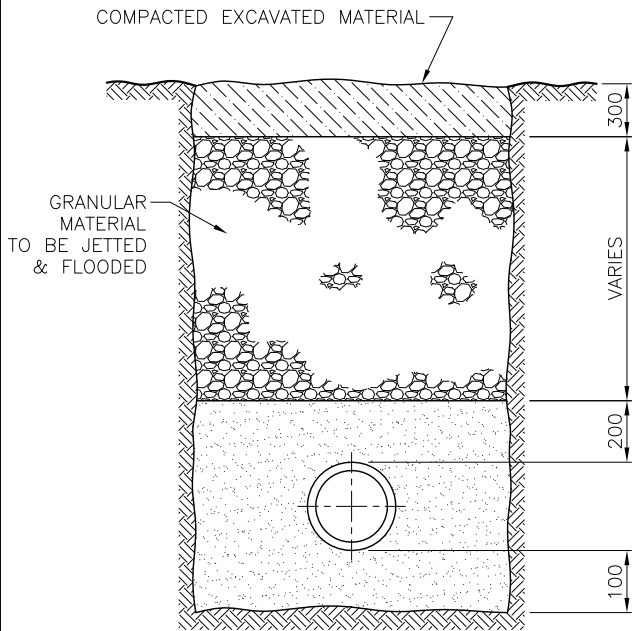 COMPACTED EXCAVATED MATERIAL
300
GRANULAR
MATERIAL
TO BE JETTED
& FLOODED
VARIES
200
100